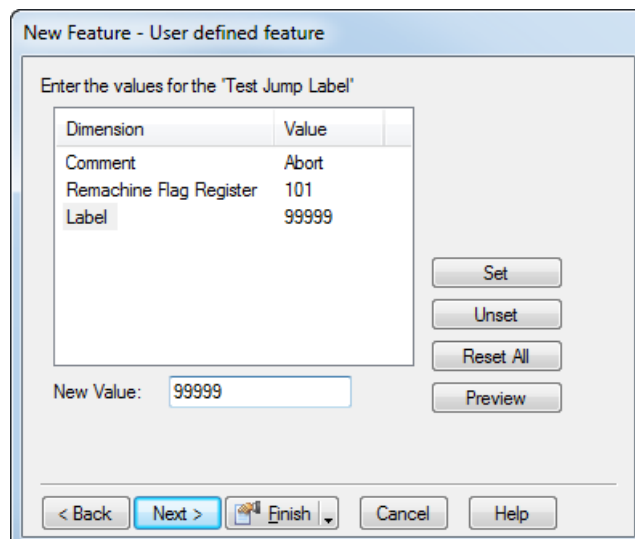 New Feature - User defined feature
Enter the values for the 'Test Jump Label'
Dimension Value
Comment Abort
Remachine Flag Register 101
Label 99999
Set
Unset
Reset All
New Value: 99999
Preview
< Back Next > Finish Cancel Help